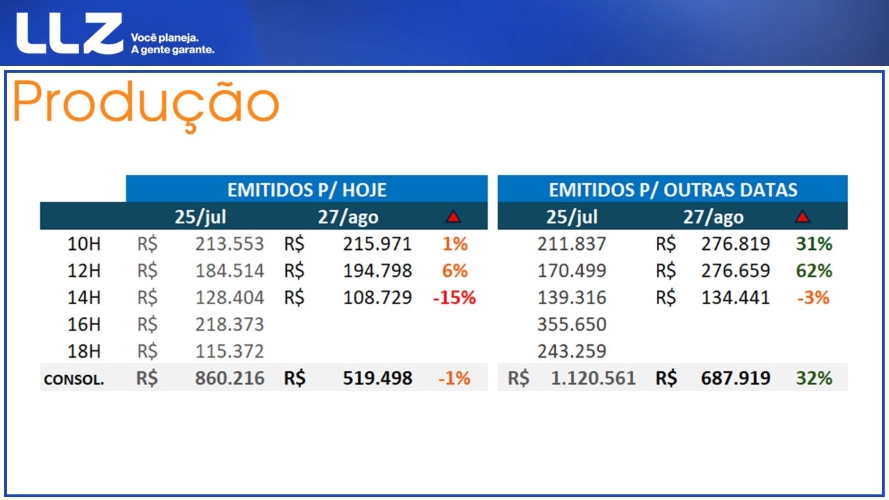 LLZ
Você planeja.
A gente garante.
Produção
EMITIDOS P/ HOJE EMITIDOS P/ OUTRAS DATAS
25/jul 27/ago 25/jul 27/ago
10H R$ 213.553 R$ 215.971 1% 211.837 R$ 276.819 31%
12H R$ 184.514 R$ 194.798 6% 170.499 R$ 276.659 62%
14H R$ 128.404 R$ 108.729 -15% 139.316 R$ 134.441 -3%
16H R$ 218.373 355.650
18H R$ 115.372 243.259
CONSOL. R$ 860.216 R$ 519.498 -1% R$ 1.120.561 R$ 687.919 32%